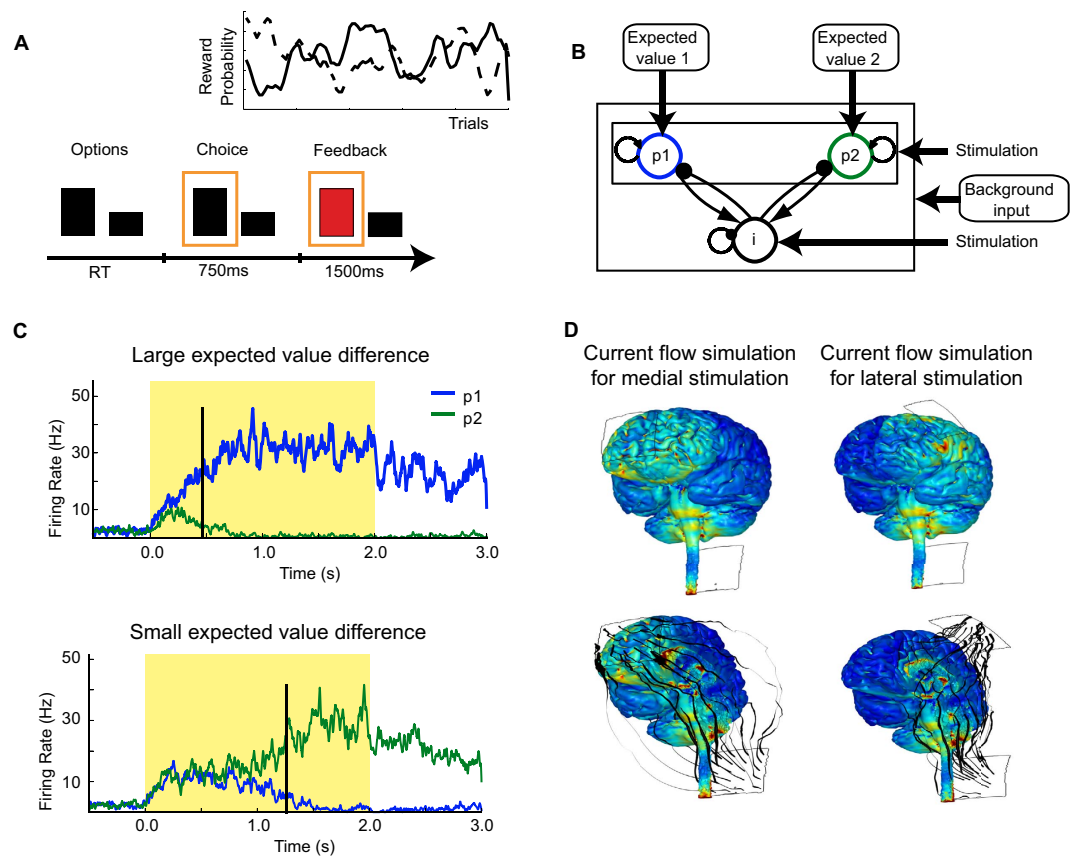 A
Reward
Probability
Trials
Options
Choice
Feedback
RT
750ms
1500ms
B
Expected
value 1
Expected
value 2
p1
p2
i
Stimulation
Background
input
Stimulation
C
Large expected value difference
50
30
10
Firing Rate (Hz)
p1
p2
0.0
1.0
2.0
3.0
Time (s)
Small expected value difference
50
30
10
Firing Rate (Hz)
0.0
1.0
2.0
3.0
Time (s)
D
Current flow simulation
for medial stimulation
Current flow simulation
for lateral stimulation